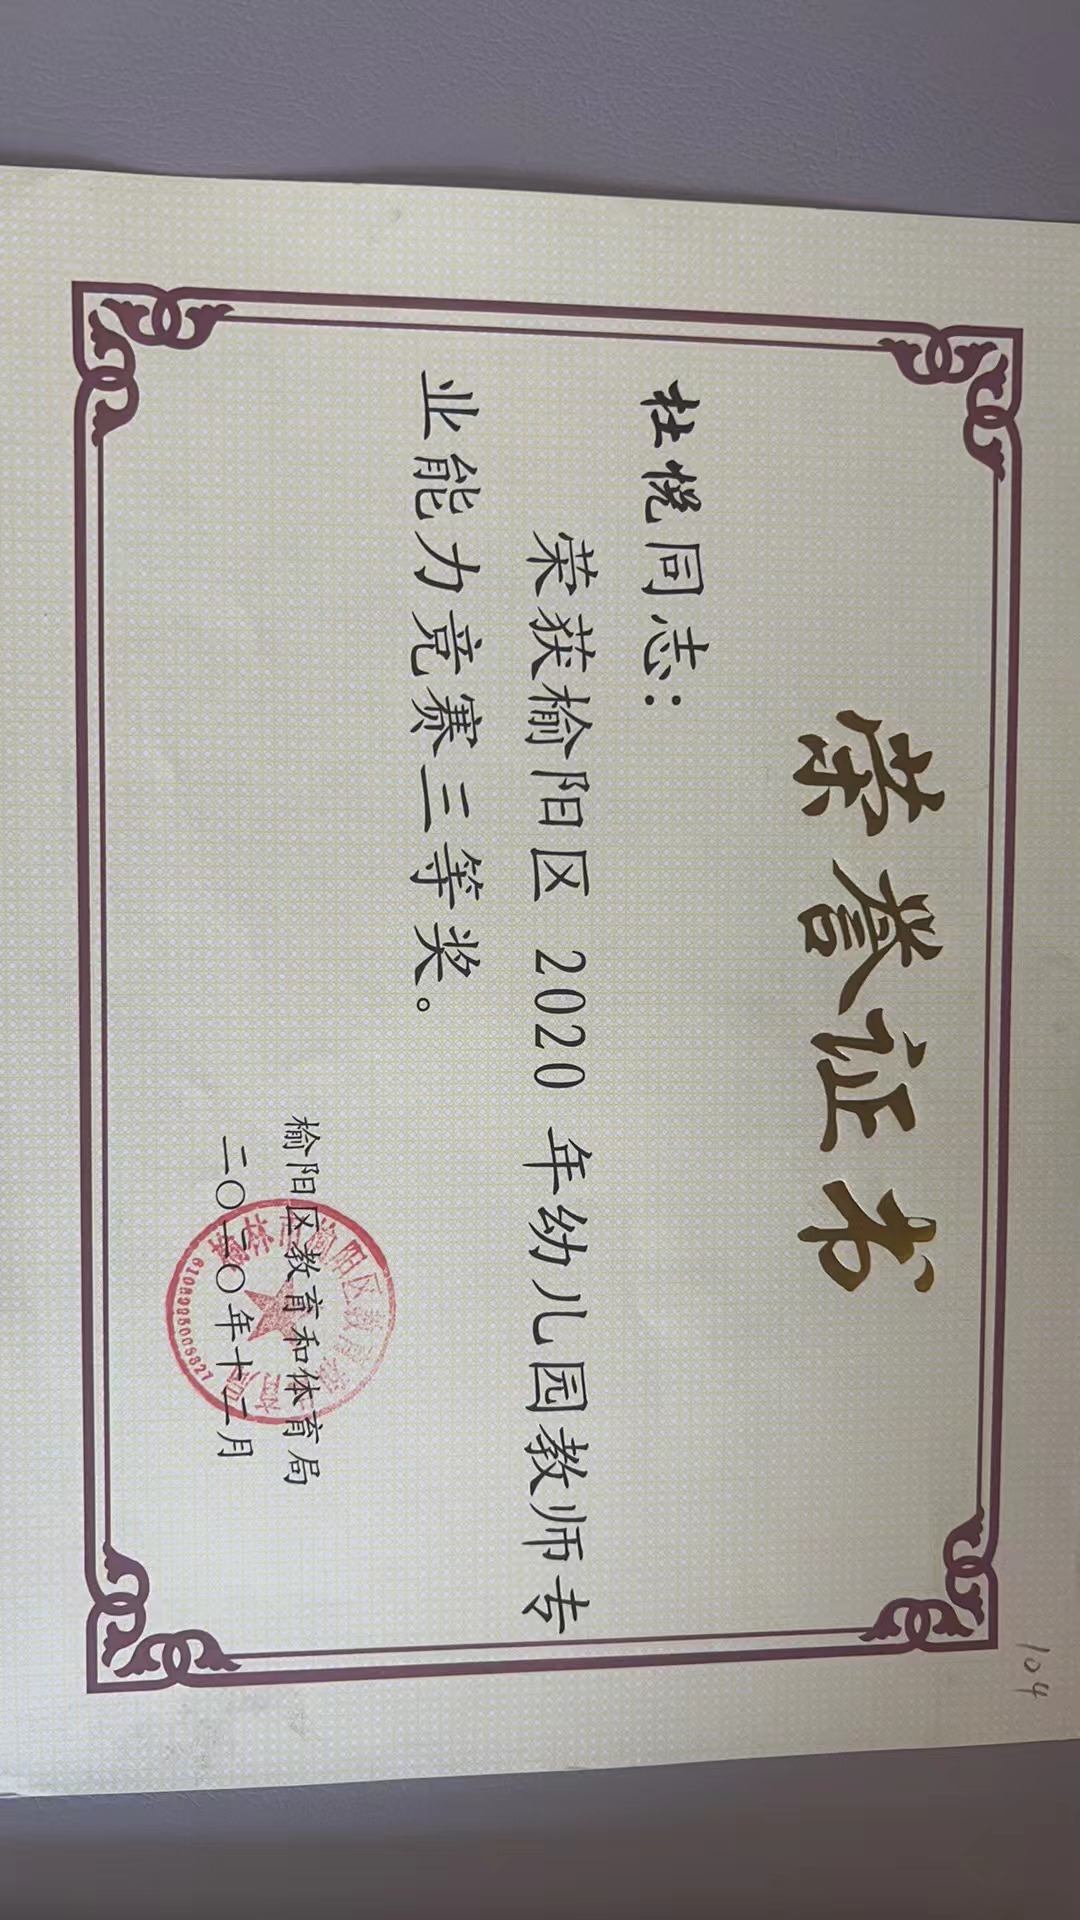 104
荣誉证书
杜悦同志：
荣获榆阳区 2020 年幼儿园教师专
业能力竞赛三等奖。
榆阳区教育和体育局
二〇二〇年十二月